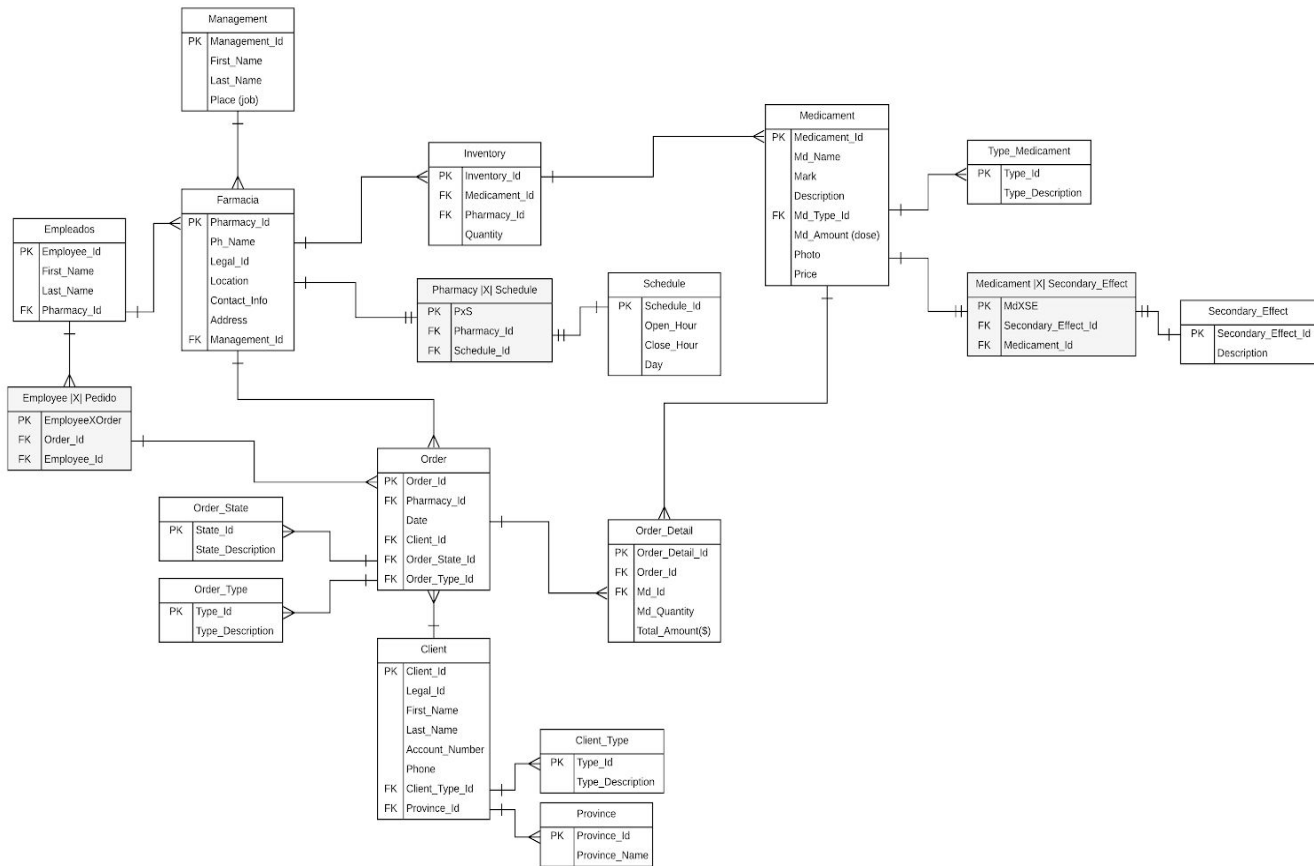 Management
PK Management_Id
First_Name
Last_Name
Place (job)
Medicament
PK Medicament_Id
Md_Name
Mark
Description
FK Md_Type_Id
Md_Amount (dose)
Photo
Price
Type_Medicament
PK Type_Id
Type_Description
Inventory
PK Inventory_Id
FK Medicament_Id
FK Pharmacy_Id
Quantity
Farmacia
PK Pharmacy_Id
Ph_Name
Legal_Id
Location
Contact_Info
Address
FK Management_Id
Empleados
PK Employee_Id
First_Name
Last_Name
FK Pharmacy_Id
Pharmacy |X| Schedule
PK PxS
FK Pharmacy_Id
FK Schedule_Id
Schedule
PK Schedule_Id
Open_Hour
Close_Hour
Day
Medicament |X| Secondary_Effect
PK MdXSE
FK Secondary_Effect_Id
FK Medicament_Id
Secondary_Effect
PK Secondary_Effect_Id
Description
Employee |X| Pedido
PK EmployeeXOrder
FK Order_Id
FK Employee_Id
Order
PK Order_Id
FK Pharmacy_Id
Date
FK Client_Id
FK Order_State_Id
FK Order_Type_Id
Order_State
PK State_Id
State_Description
Order_Type
PK Type_Id
Type_Description
Order_Detail
PK Order_Detail_Id
FK Order_Id
FK Md_Id
Md_Quantity
Total_Amount($)
Client
PK Client_Id
Legal_Id
First_Name
Last_Name
Account_Number
Phone
FK Client_Type_Id
FK Province_Id
Client_Type
PK Type_Id
Type_Description
Province
PK Province_Id
Province_Name